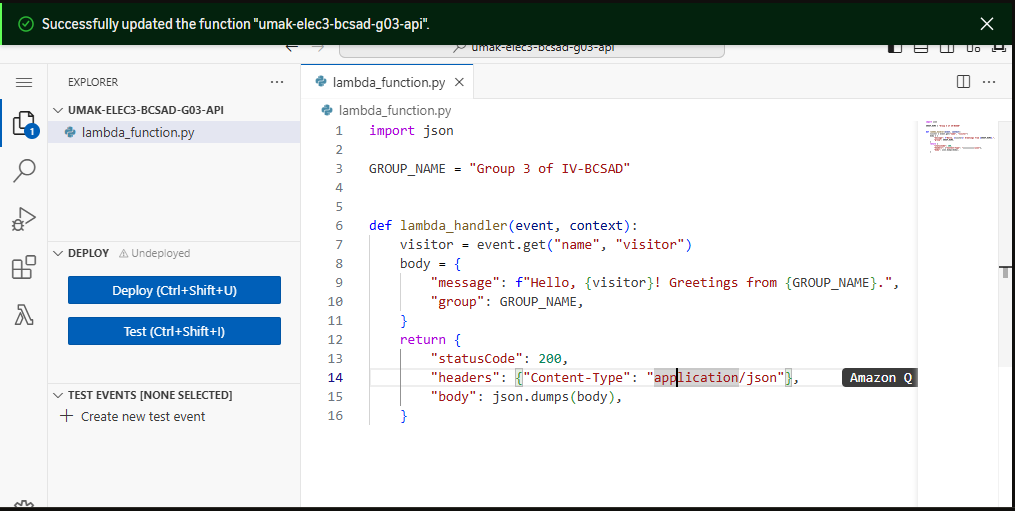 Successfully updated the function "umak-elec3-bcsad-g03-api".
umak-elec3-bcsad-g03-api
EXPLORER
UMAK-ELEC3-BCSAD-G03-API
lambda_function.py
1
DEPLOY Undeployed
Deploy (Ctrl+Shift+U)
Test (Ctrl+Shift+I)
TEST EVENTS [NONE SELECTED]
Create new test event
lambda_function.py
lambda_function.py
1 import json
2
3 GROUP_NAME = "Group 3 of IV-BCSAD"
4
5
6 def lambda_handler(event, context):
7     visitor = event.get("name", "visitor")
8     body = {
9         "message": f"Hello, {visitor}! Greetings from {GROUP_NAME}.",
10         "group": GROUP_NAME,
11     }
12     return {
13         "statusCode": 200,
14         "headers": {"Content-Type": "application/json"},
15         "body": json.dumps(body),
16     }
Amazon Q